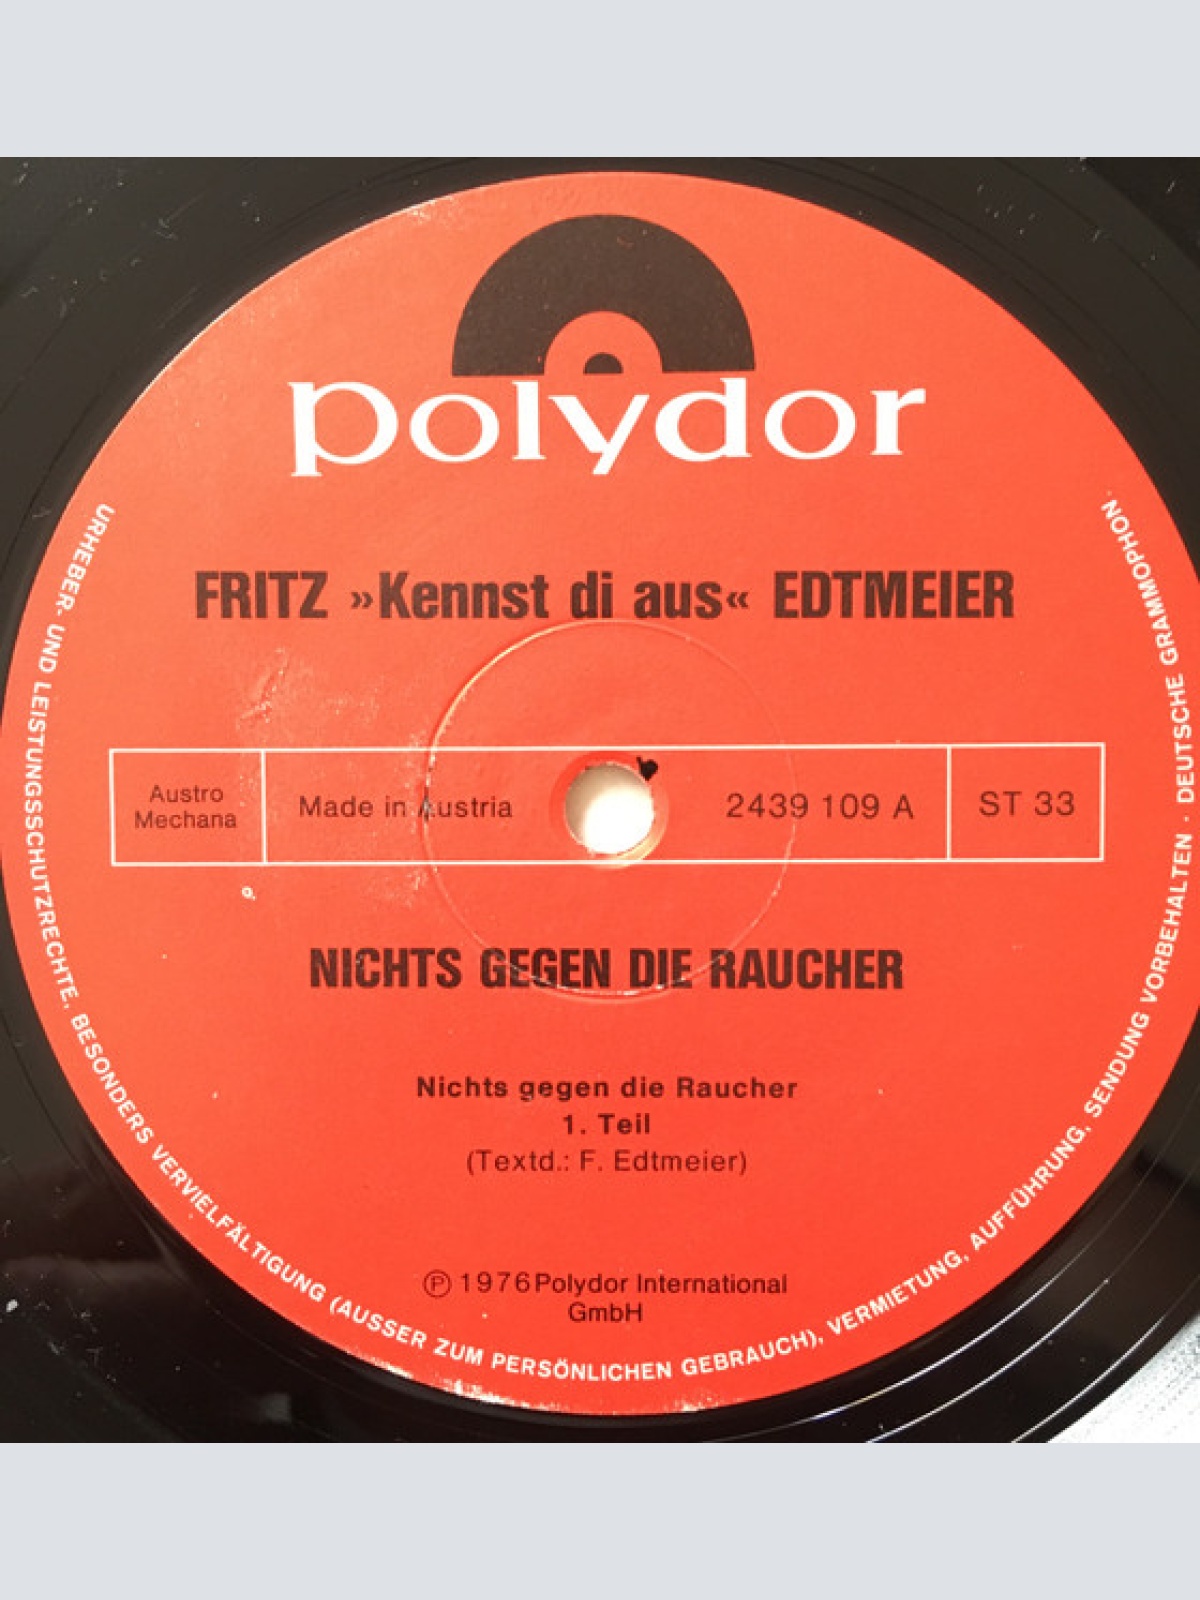 polydor
FRITZ »Kennst di aus« EDTMEIER
Austro
Mechana
Made in Austria
2439 109 A
ST 33
NICHTS GEGEN DIE RAUCHER
Nichts gegen die Raucher
1. Teil
(Textd.: F. Edtmeier)
Ⓟ 1976 Polydor International
GmbH
URHEBER- UND LEISTUNGSSCHUTZRECHTE, BESONDERS VERVIELFÄLTIGUNG (AUSSER ZUM PERSÖNLICHEN GEBRAUCH), VERMIETUNG, AUFFÜHRUNG, SENDUNG VORBEHALTEN · DEUTSCHE GRAMMOPHON ·